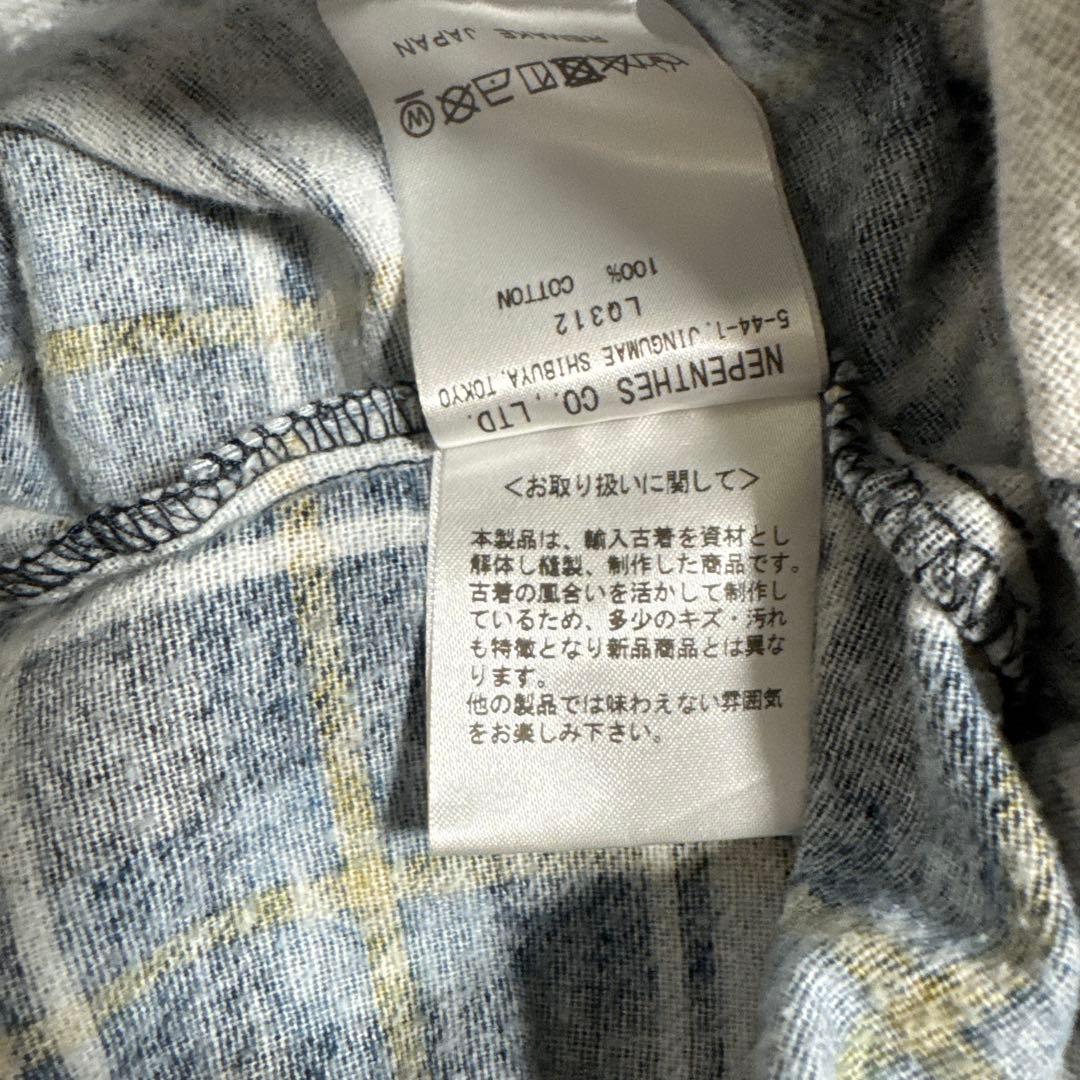 NEPENTHES CO., LTD.
5-44-1, JINGUMAE SHIBUYA, TOKYO
LQ312
100% COTTON
W
REMAKE JAPAN
<お取り扱いに関して>
本製品は、輸入古着を資材とし
解体し縫製、制作した商品です。
古着の風合いを活かして制作し
ているため、多少のキズ・汚れ
も特徴となり新品商品とは異な
ります。
他の製品では味わえない雰囲気
をお楽しみ下さい。